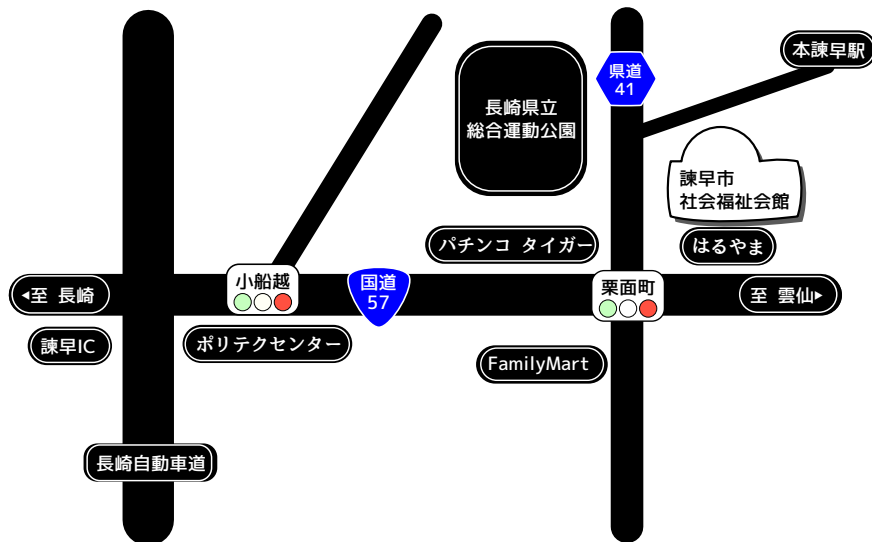 県道
41
本諫早駅
長崎県立
総合運動公園
諫早市
社会福祉会館
パチンコ タイガー
はるやま
小船越
国道
57
栗面町
◂至 長崎
至 雲仙▸
諫早IC
ポリテクセンター
FamilyMart
長崎自動車道